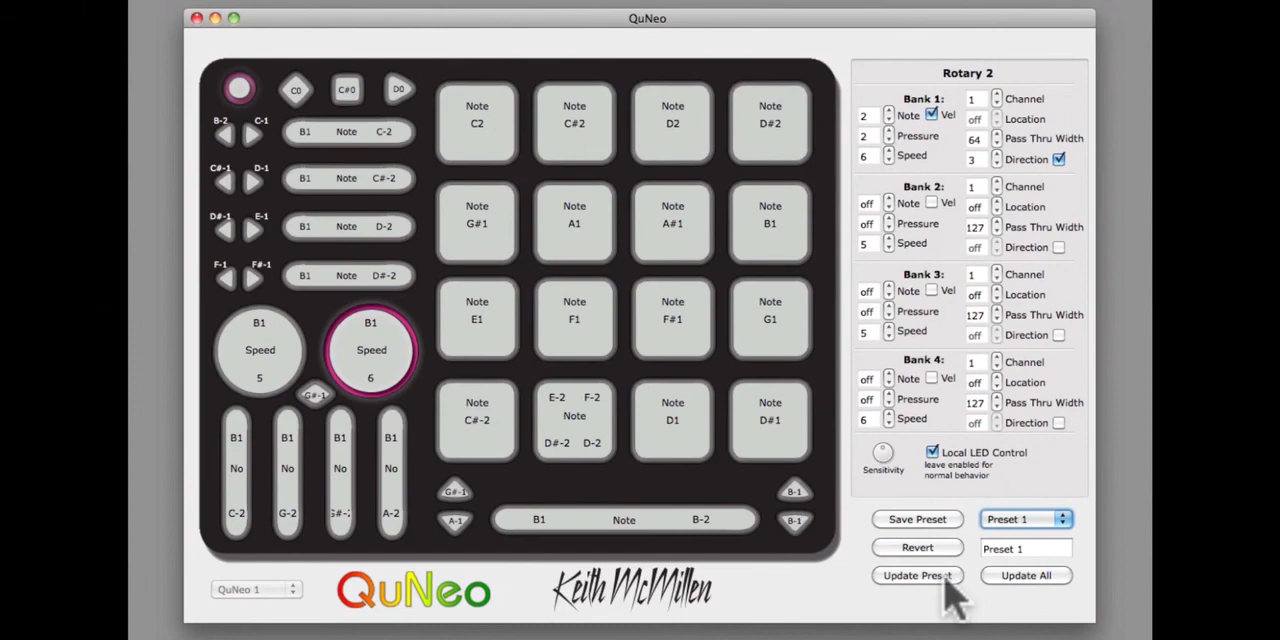 QuNeo
C0 C#0 D0
B-2 C-1
B1 Note C-2
C#-1 D-1
B1 Note C#-2
D#-1 E-1
B1 Note D-2
F-1 F#-1
B1 Note D#-2
B1
Speed
5
B1
Speed
6
G#-1
B1
No
C-2
B1
No
G-2
B1
No
B1
No
A-2
Note
C2
Note
C#2
Note
D2
Note
D#2
Note
G#1
Note
A1
Note
A#1
Note
B1
Note
E1
Note
F1
Note
F#1
Note
G1
Note
C#-2
E-2 F-2
Note
D#-2 D-2
Note
D1
Note
D#1
G#-1
A-1
B1 Note B-2
B-1
B-1
QuNeo 1
QuNeo
Keith McMillen
Rotary 2
Bank 1: 1 Channel
2 Note Vel off Location
2 Pressure 64 Pass Thru Width
6 Speed 3 Direction
Bank 2: 1 Channel
off Note Vel off Location
off Pressure 127 Pass Thru Width
5 Speed off Direction
Bank 3: 1 Channel
off Note Vel off Location
off Pressure 127 Pass Thru Width
5 Speed off Direction
Bank 4: 1 Channel
off Note Vel off Location
off Pressure 127 Pass Thru Width
6 Speed off Direction
Sensitivity
Local LED Control
leave enabled for
normal behavior
Save Preset Preset 1
Revert Preset 1
Update Preset Update All